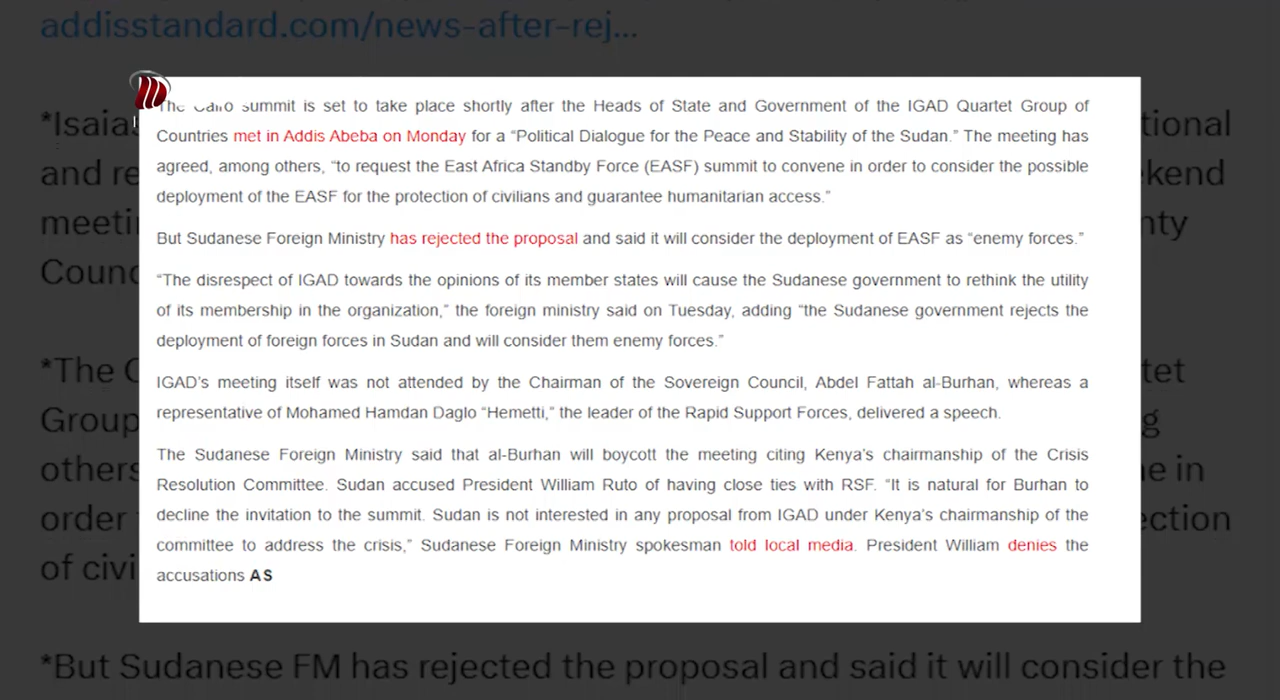 addisstandard.com/news-after-rej...
The Cairo summit is set to take place shortly after the Heads of State and Government of the IGAD Quartet Group of
Countries met in Addis Abeba on Monday for a “Political Dialogue for the Peace and Stability of the Sudan.” The meeting has
agreed, among others, “to request the East Africa Standby Force (EASF) summit to convene in order to consider the possible
deployment of the EASF for the protection of civilians and guarantee humanitarian access.”
But Sudanese Foreign Ministry has rejected the proposal and said it will consider the deployment of EASF as “enemy forces.”
“The disrespect of IGAD towards the opinions of its member states will cause the Sudanese government to rethink the utility
of its membership in the organization,” the foreign ministry said on Tuesday, adding “the Sudanese government rejects the
deployment of foreign forces in Sudan and will consider them enemy forces.”
IGAD’s meeting itself was not attended by the Chairman of the Sovereign Council, Abdel Fattah al-Burhan, whereas a
representative of Mohamed Hamdan Daglo “Hemetti,” the leader of the Rapid Support Forces, delivered a speech.
The Sudanese Foreign Ministry said that al-Burhan will boycott the meeting citing Kenya’s chairmanship of the Crisis
Resolution Committee. Sudan accused President William Ruto of having close ties with RSF. “It is natural for Burhan to
decline the invitation to the summit. Sudan is not interested in any proposal from IGAD under Kenya’s chairmanship of the
committee to address the crisis,” Sudanese Foreign Ministry spokesman told local media. President William denies the
accusations AS
*The
Group
others
order
of civi
*But Sudanese FM has rejected the proposal and said it will consider the